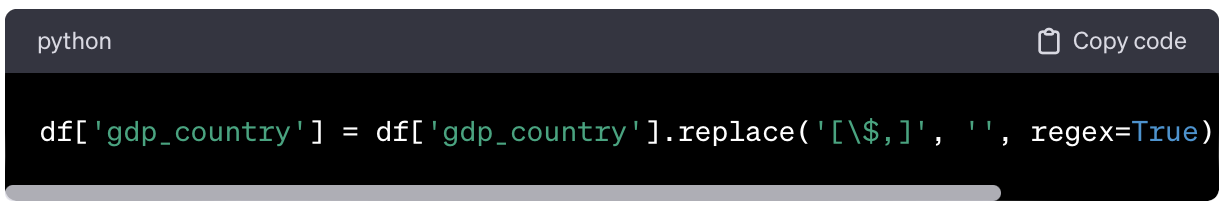 python
Copy code
df['gdp_country'] = df['gdp_country'].replace('[\$,]', '', regex=True)